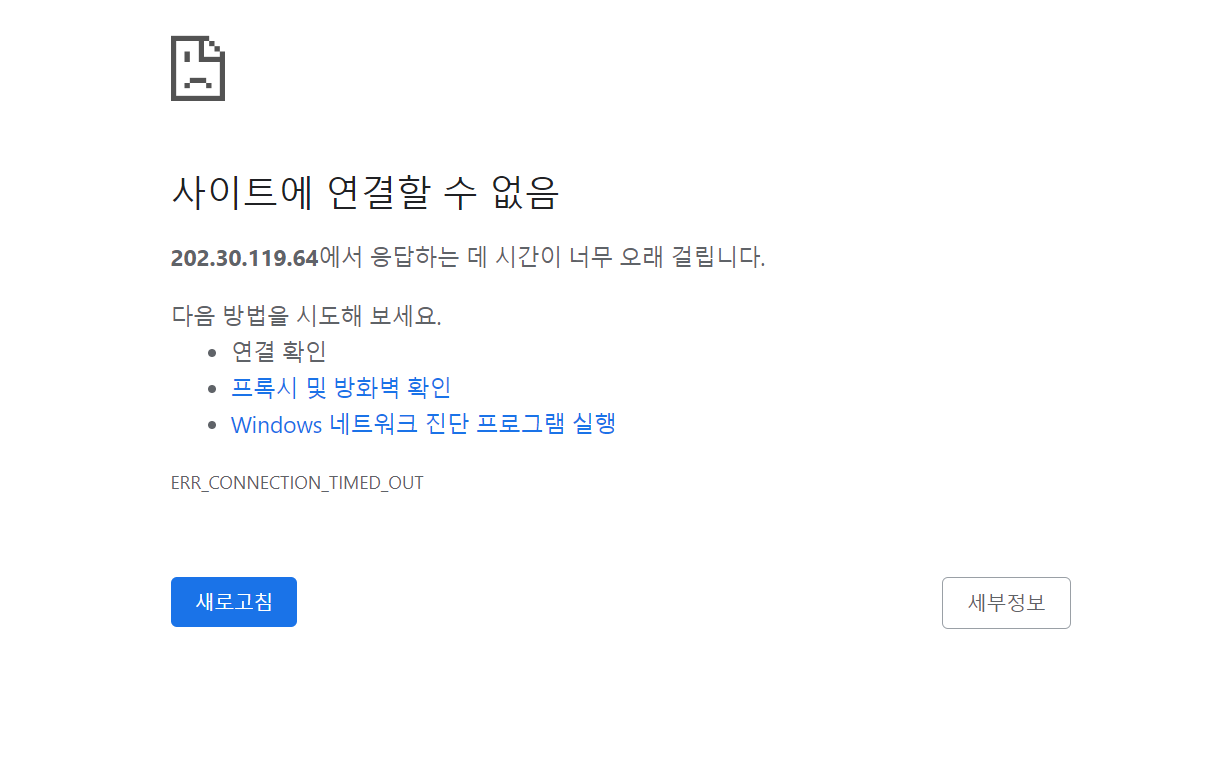 사이트에 연결할 수 없음
202.30.119.64에서 응답하는 데 시간이 너무 오래 걸립니다.
다음 방법을 시도해 보세요.
연결 확인
프록시 및 방화벽 확인
Windows 네트워크 진단 프로그램 실행
ERR_CONNECTION_TIMED_OUT
새로고침
세부정보